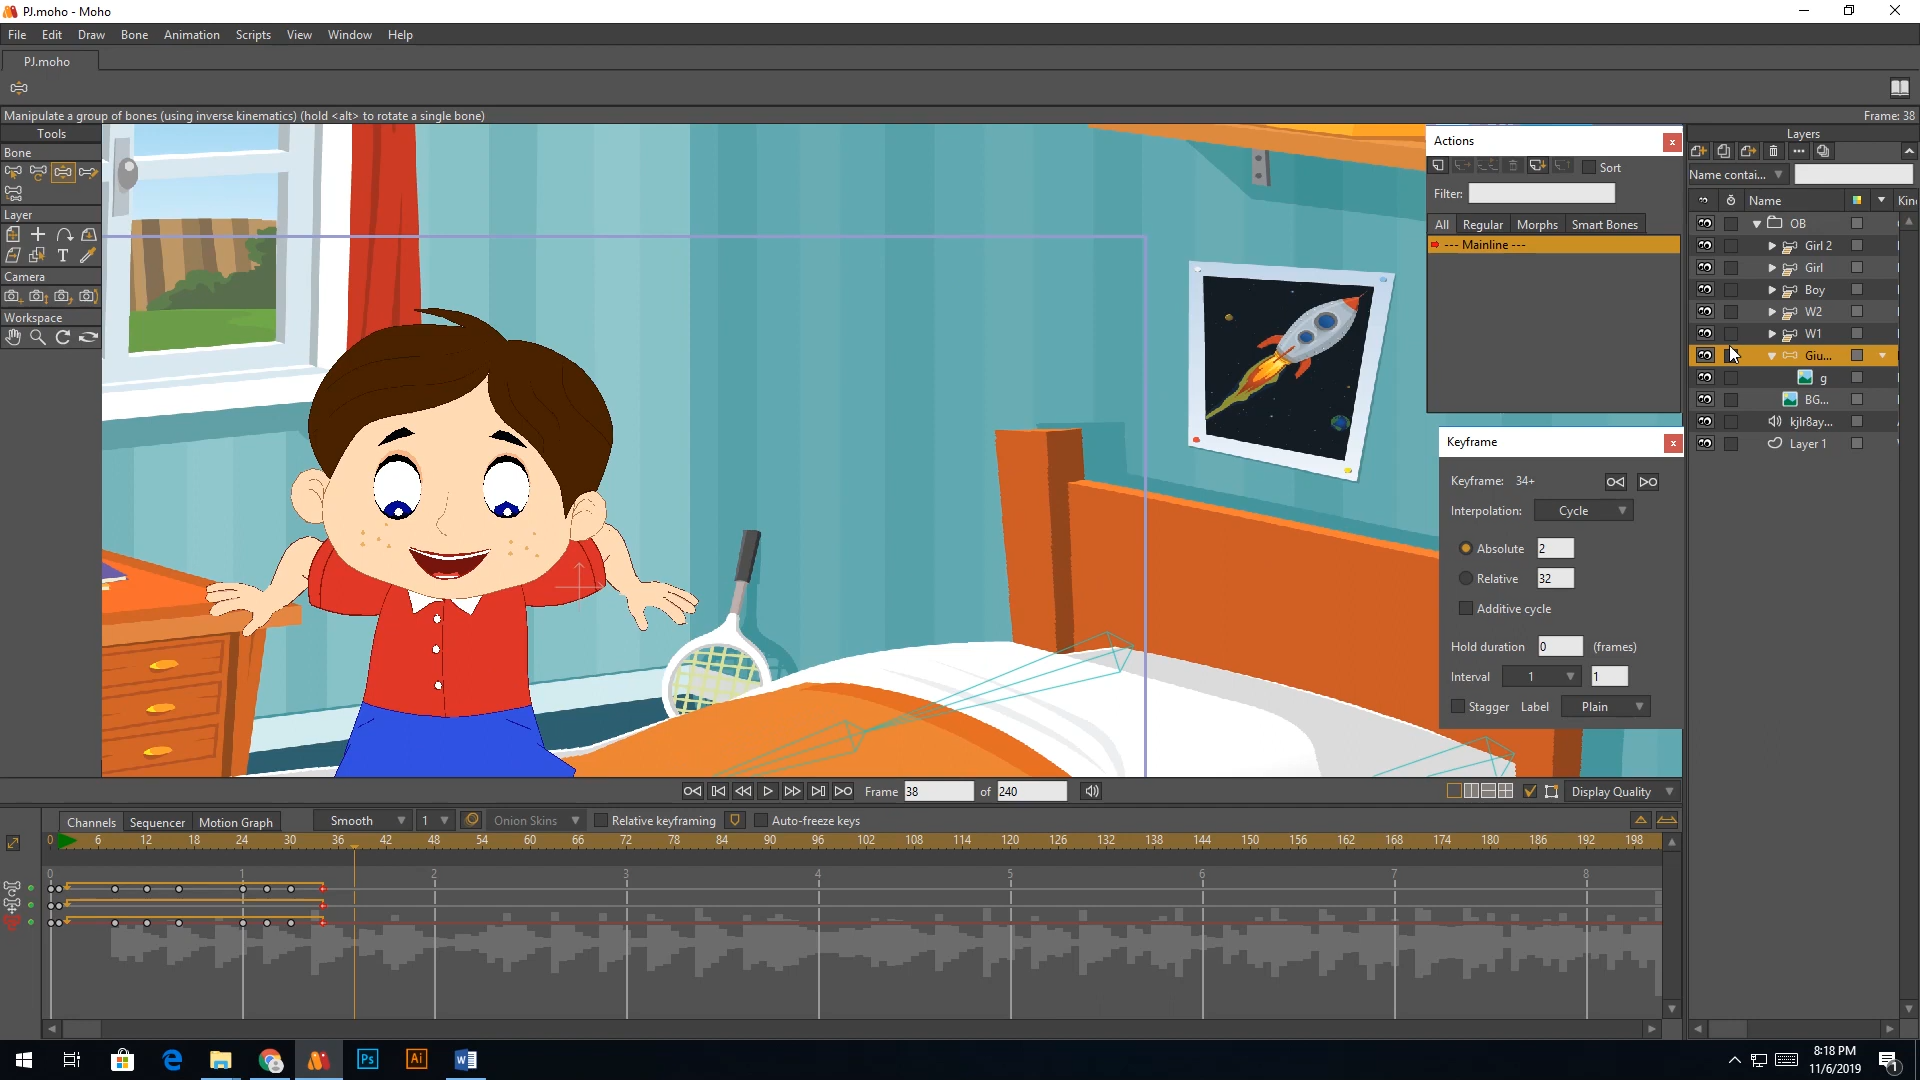 PJ.moho - Moho
File Edit Draw Bone Animation Scripts View Window Help
PJ.moho
Manipulate a group of bones (using inverse kinematics) (hold <alt> to rotate a single bone)
Frame: 38
Tools
Bone
Layer
Camera
Workspace
Actions
Sort
Filter:
All Regular Morphs Smart Bones
--- Mainline ---
Keyframe
Keyframe: 34+
Interpolation: Cycle
Absolute 2
Relative 32
Additive cycle
Hold duration 0 (frames)
Interval 1 1
Stagger Label Plain
Layers
Name contai...
Name Kind
OB
Girl 2
Girl
Boy
W2
W1
Giu...
g
BG...
kjlr8ay...
Layer 1
Frame 38 of 240
Display Quality
Channels Sequencer Motion Graph Smooth 1 Onion Skins Relative keyframing Auto-freeze keys
0 6 12 18 24 30 36 42 48 54 60 66 72 78 84 90 96 102 108 114 120 126 132 138 144 150 156 162 168 174 180 186 192 198
0 1 2 3 4 5 6 7 8
Ps Ai
8:18 PM
11/6/2019
1